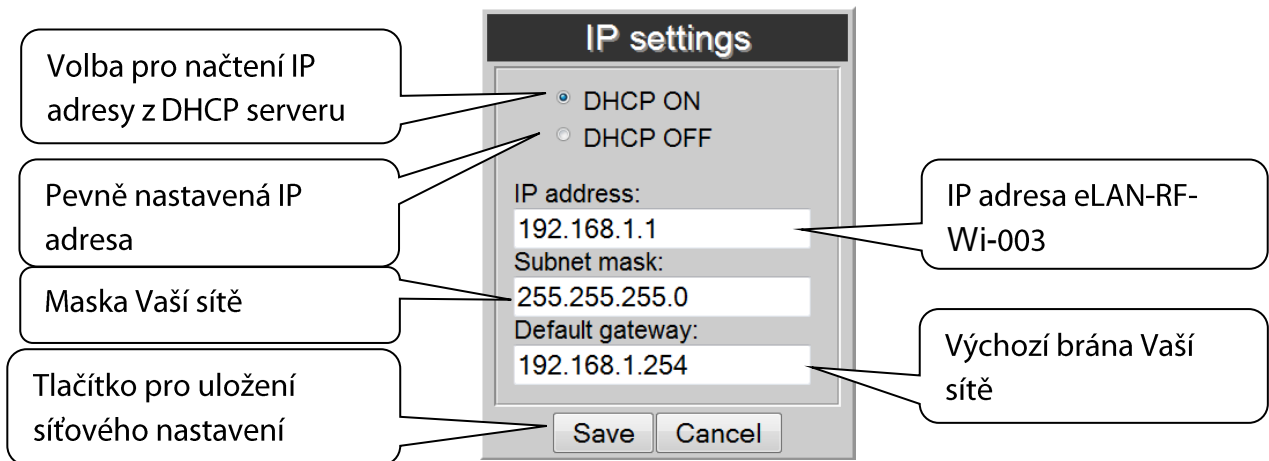 IP settings
Volba pro načtení IP
adresy z DHCP serveru
DHCP ON
DHCP OFF
Pevně nastavená IP
adresa
IP address:
192.168.1.1
IP adresa eLAN-RF-
Wi-003
Subnet mask:
255.255.255.0
Maska Vaší sítě
Default gateway:
192.168.1.254
Výchozí brána Vaší
sítě
Tlačítko pro uložení
síťového nastavení
Save
Cancel